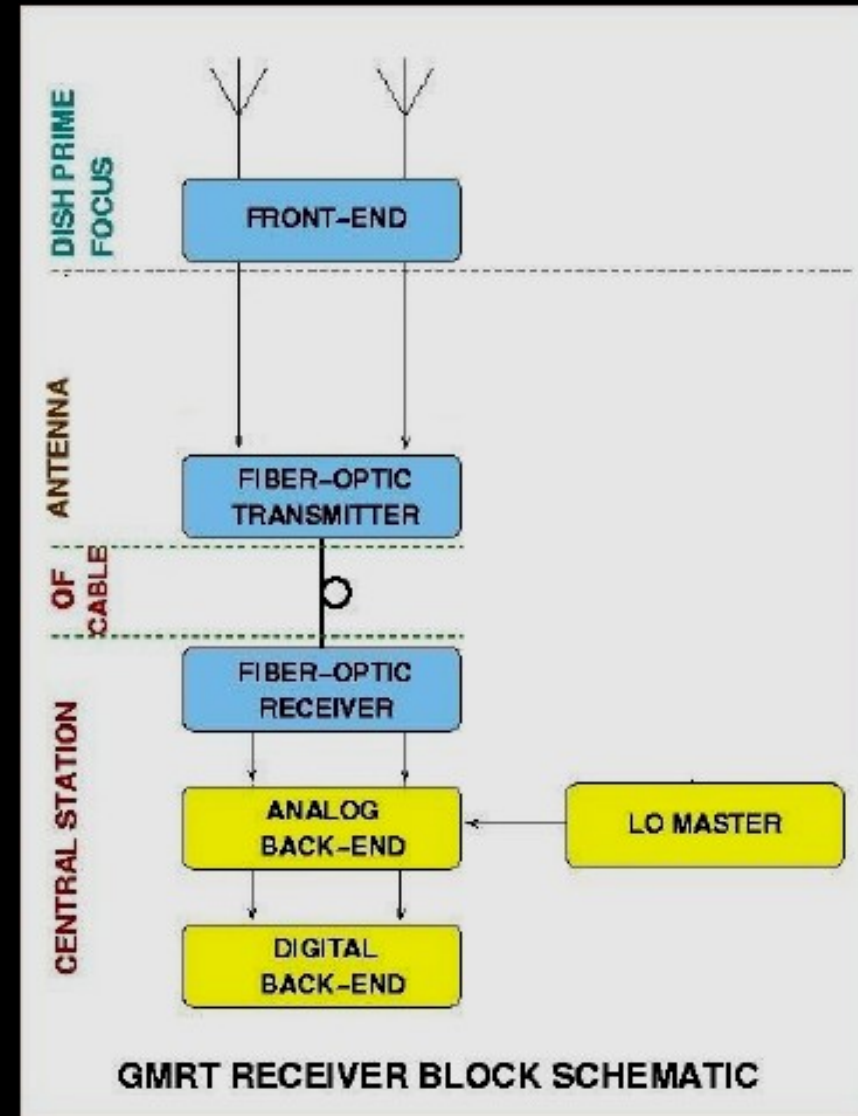 DISH PRIME
FOCUS
FRONT-END
ANTENNA
FIBER-OPTIC
TRANSMITTER
OF
CABLE
CENTRAL STATION
FIBER-OPTIC
RECEIVER
ANALOG
BACK-END
LO MASTER
DIGITAL
BACK-END
GMRT RECEIVER BLOCK SCHEMATIC